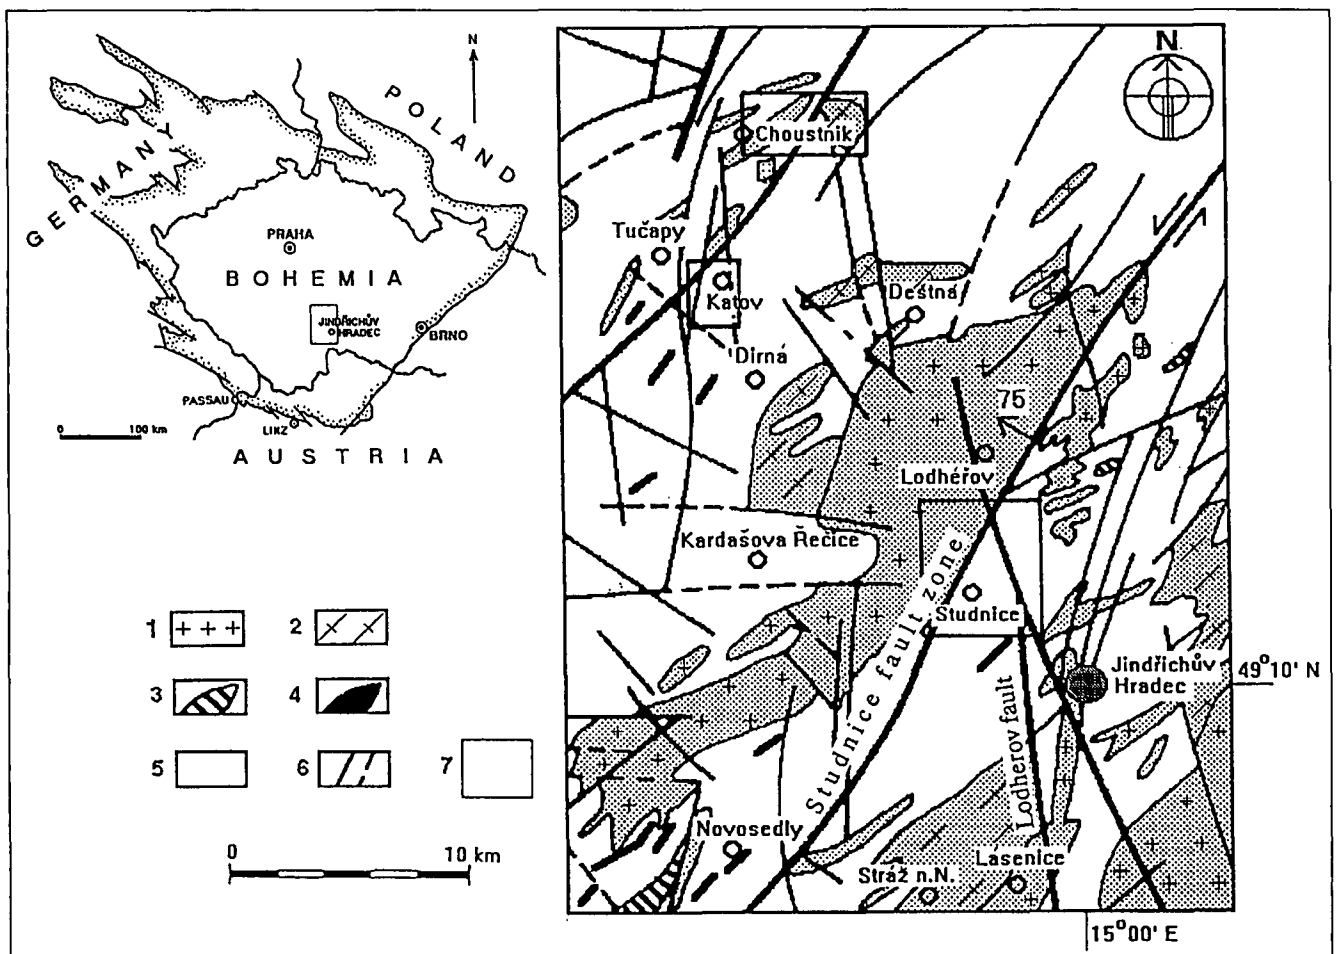 N
POLAND
GERMANY
PRAHA
BOHEMIA
JINDŘICHŮV
HRADEC
BRNO
PASSAU
LIKZ
0 100 km
AUSTRIA
1
2
3
4
5
6
7
0 10 km
N
Choustník
Tučapy
Katov
Deštná
Dírná
75
Lodhéřov
Kardašova Řečice
Studnice fault zone
Studnice
Jindřichův
Hradec
49°10' N
Lodherov fault
Novosedly
Lasenice
Stráž n.N.
15°00' E